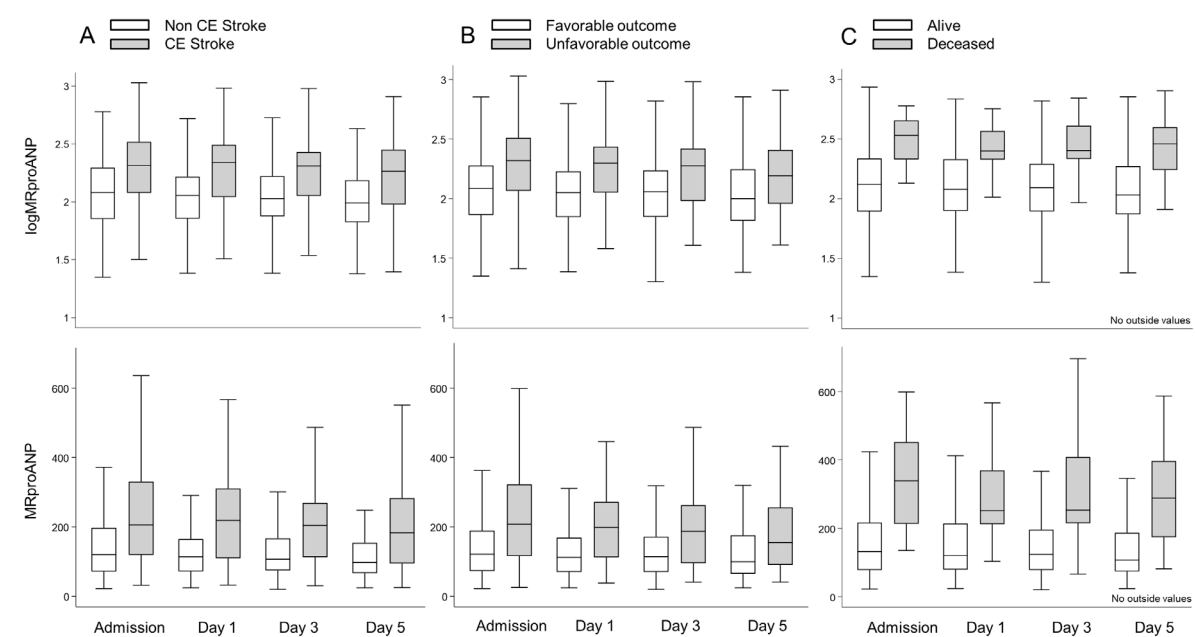 A
Non CE Stroke
CE Stroke
B
Favorable outcome
Unfavorable outcome
C
Alive
Deceased
logMRproANP
3
2.5
2
1.5
1
3
2.5
2
1.5
1
3
2.5
2
1.5
1
No outside values
MRproANP
600
400
200
0
600
400
200
0
600
400
200
0
No outside values
Admission Day 1 Day 3 Day 5
Admission Day 1 Day 3 Day 5
Admission Day 1 Day 3 Day 5